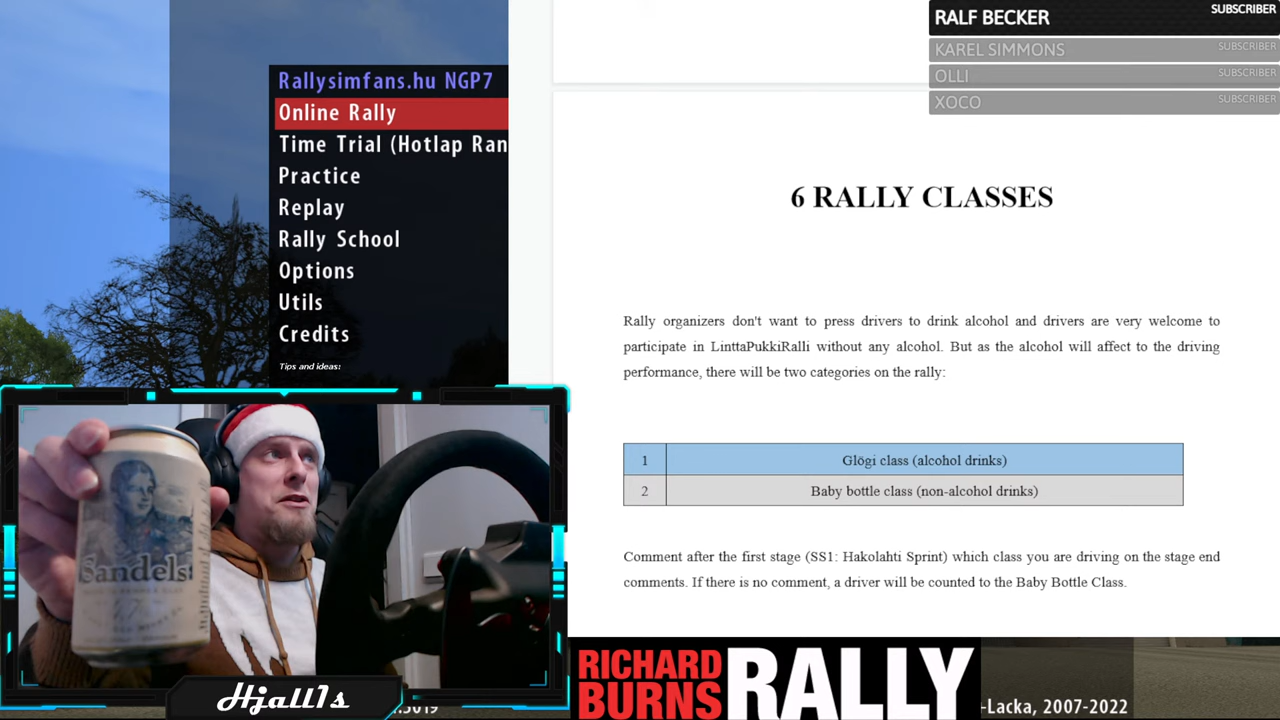 RALF BECKER SUBSCRIBER
KAREL SIMMONS SUBSCRIBER
OLLI SUBSCRIBER
XOCO SUBSCRIBER
Rallysimfans.hu NGP7
Online Rally
Time Trial (Hotlap Ran
Practice
Replay
Rally School
Options
Utils
Credits
Tips and ideas:
6 RALLY CLASSES
Rally organizers don't want to press drivers to drink alcohol and drivers are very welcome to
participate in LinttaPukkiRalli without any alcohol. But as the alcohol will affect to the driving
performance, there will be two categories on the rally:
1 Glögi class (alcohol drinks)
2 Baby bottle class (non-alcohol drinks)
Comment after the first stage (SS1: Hakolahti Sprint) which class you are driving on the stage end
comments. If there is no comment, a driver will be counted to the Baby Bottle Class.
Sandels
Hjall1s
RICHARD
BURNS
RALLY
-Lacka, 2007-2022